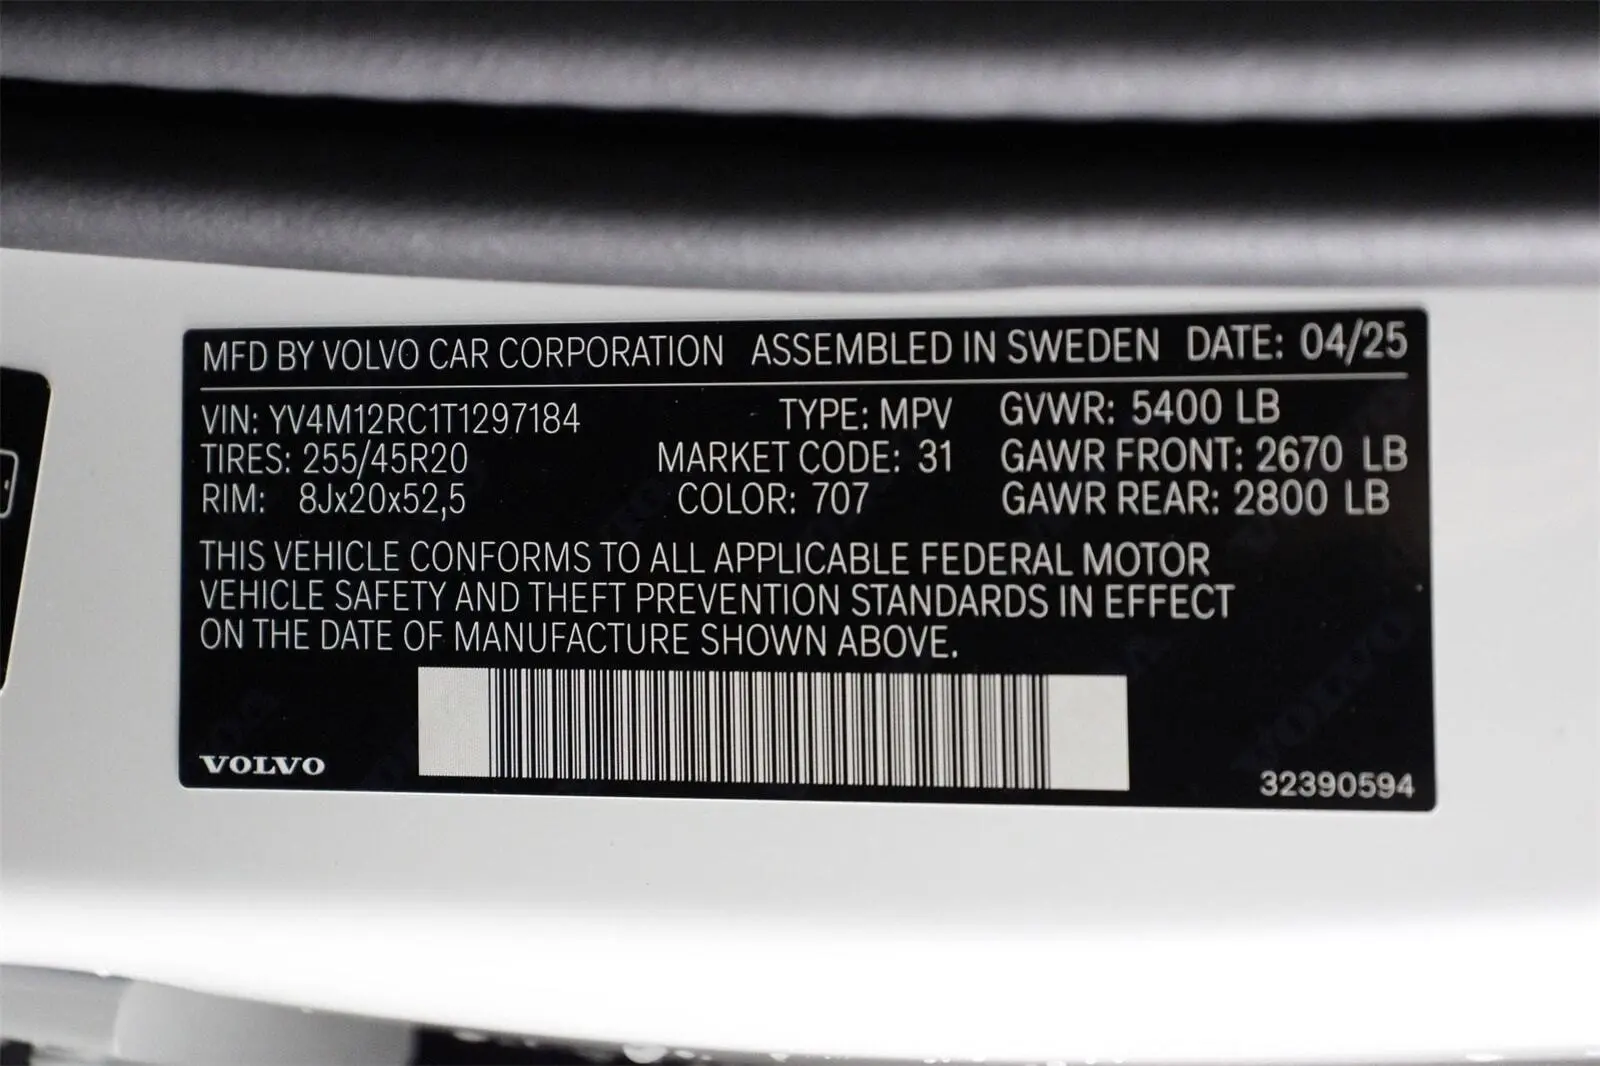 MFD BY VOLVO CAR CORPORATION ASSEMBLED IN SWEDEN DATE: 04/25
VIN: YV4M12RC1T1297184 TYPE: MPV GVWR: 5400 LB
TIRES: 255/45R20 MARKET CODE: 31 GAWR FRONT: 2670 LB
RIM: 8Jx20x52,5 COLOR: 707 GAWR REAR: 2800 LB
THIS VEHICLE CONFORMS TO ALL APPLICABLE FEDERAL MOTOR
VEHICLE SAFETY AND THEFT PREVENTION STANDARDS IN EFFECT
ON THE DATE OF MANUFACTURE SHOWN ABOVE.
VOLVO
32390594